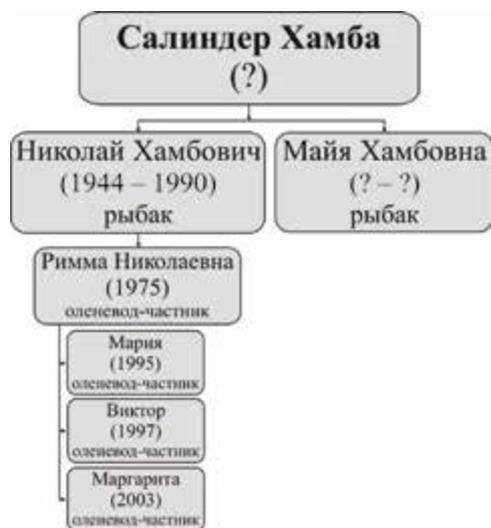 Салиндер Хамба
(?)
Николай Хамбович
(1944 – 1990)
рыбак
Майя Хамбовна
(? – ?)
рыбак
Римма Николаевна
(1975)
оленевод-частник
Мария
(1995)
оленевод-частник
Виктор
(1997)
оленевод-частник
Маргарита
(2003)
оленевод-частник